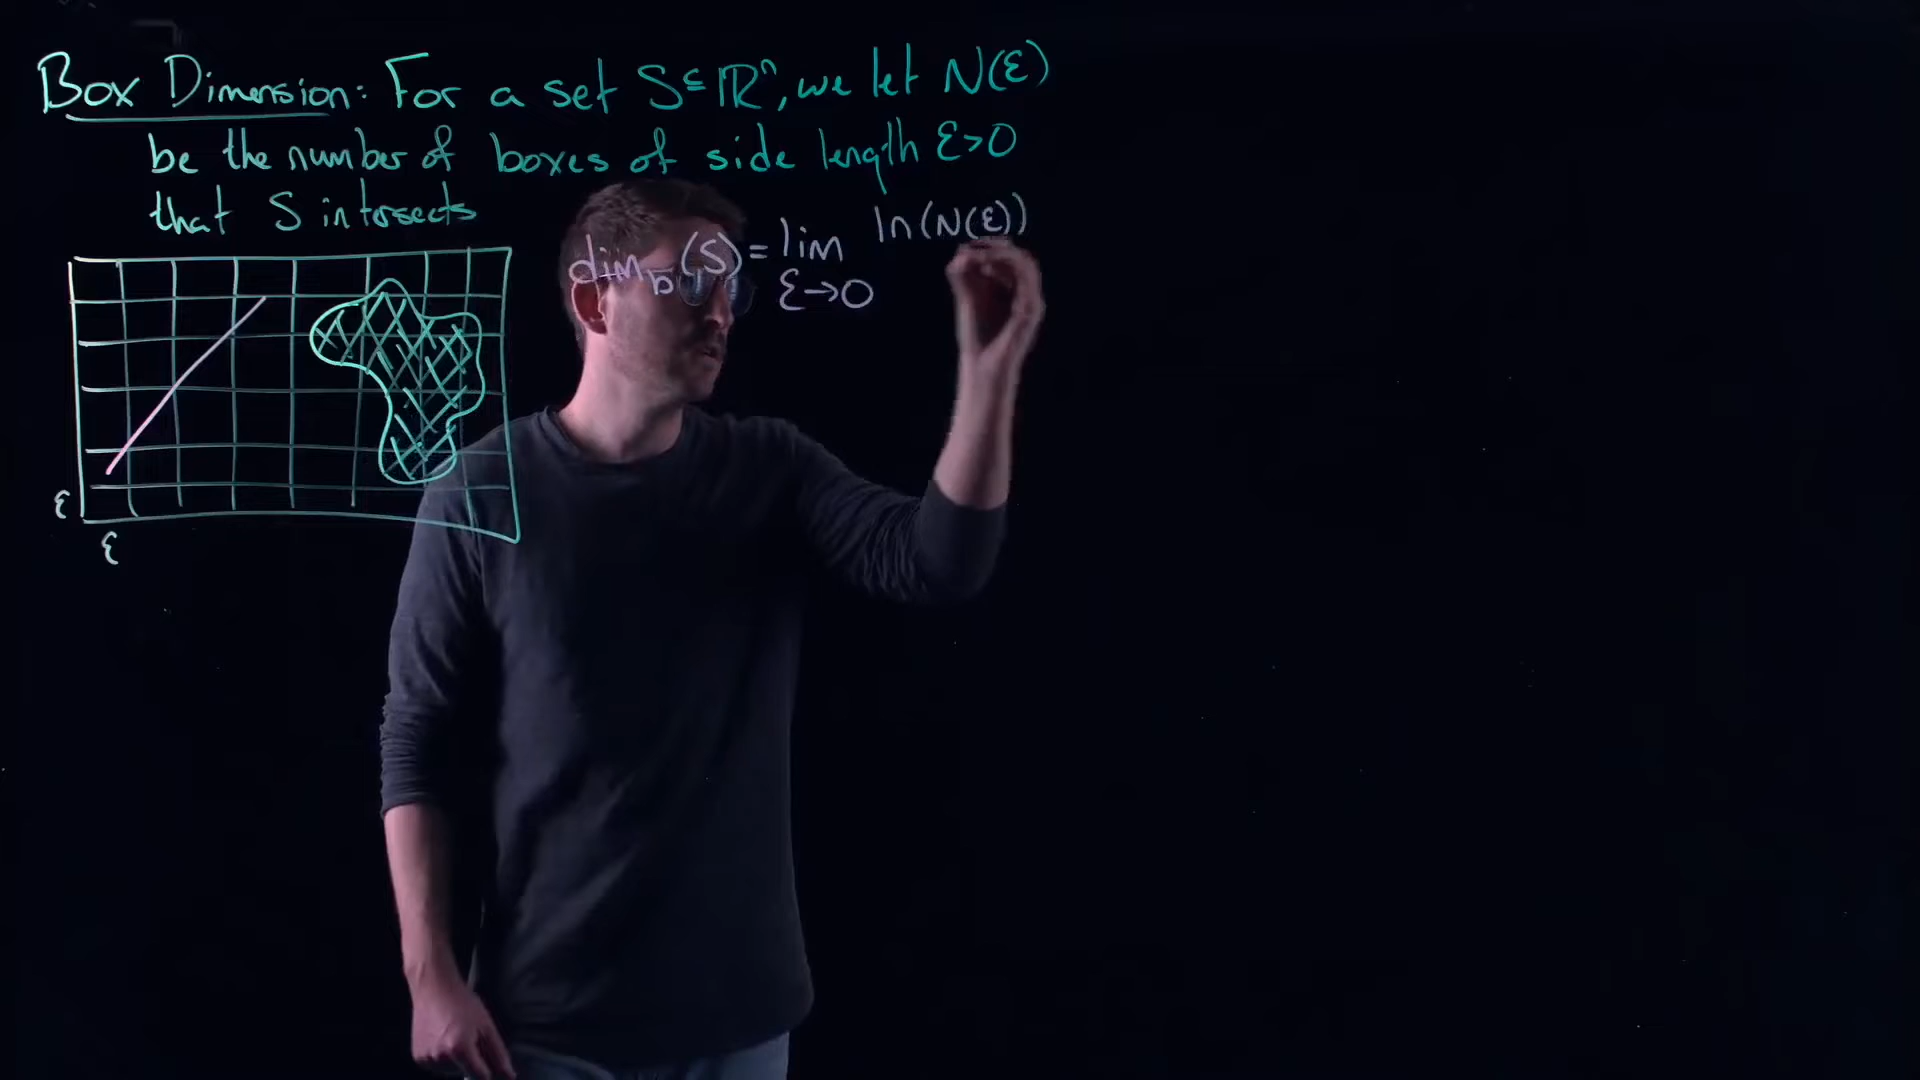 Box Dimension: For a set S⊆ℝⁿ, we let N(ε)
be the number of boxes of side length ε>0
that S intersects
dim_b(S) = lim ln(N(ε))
ε→0
ε
ε